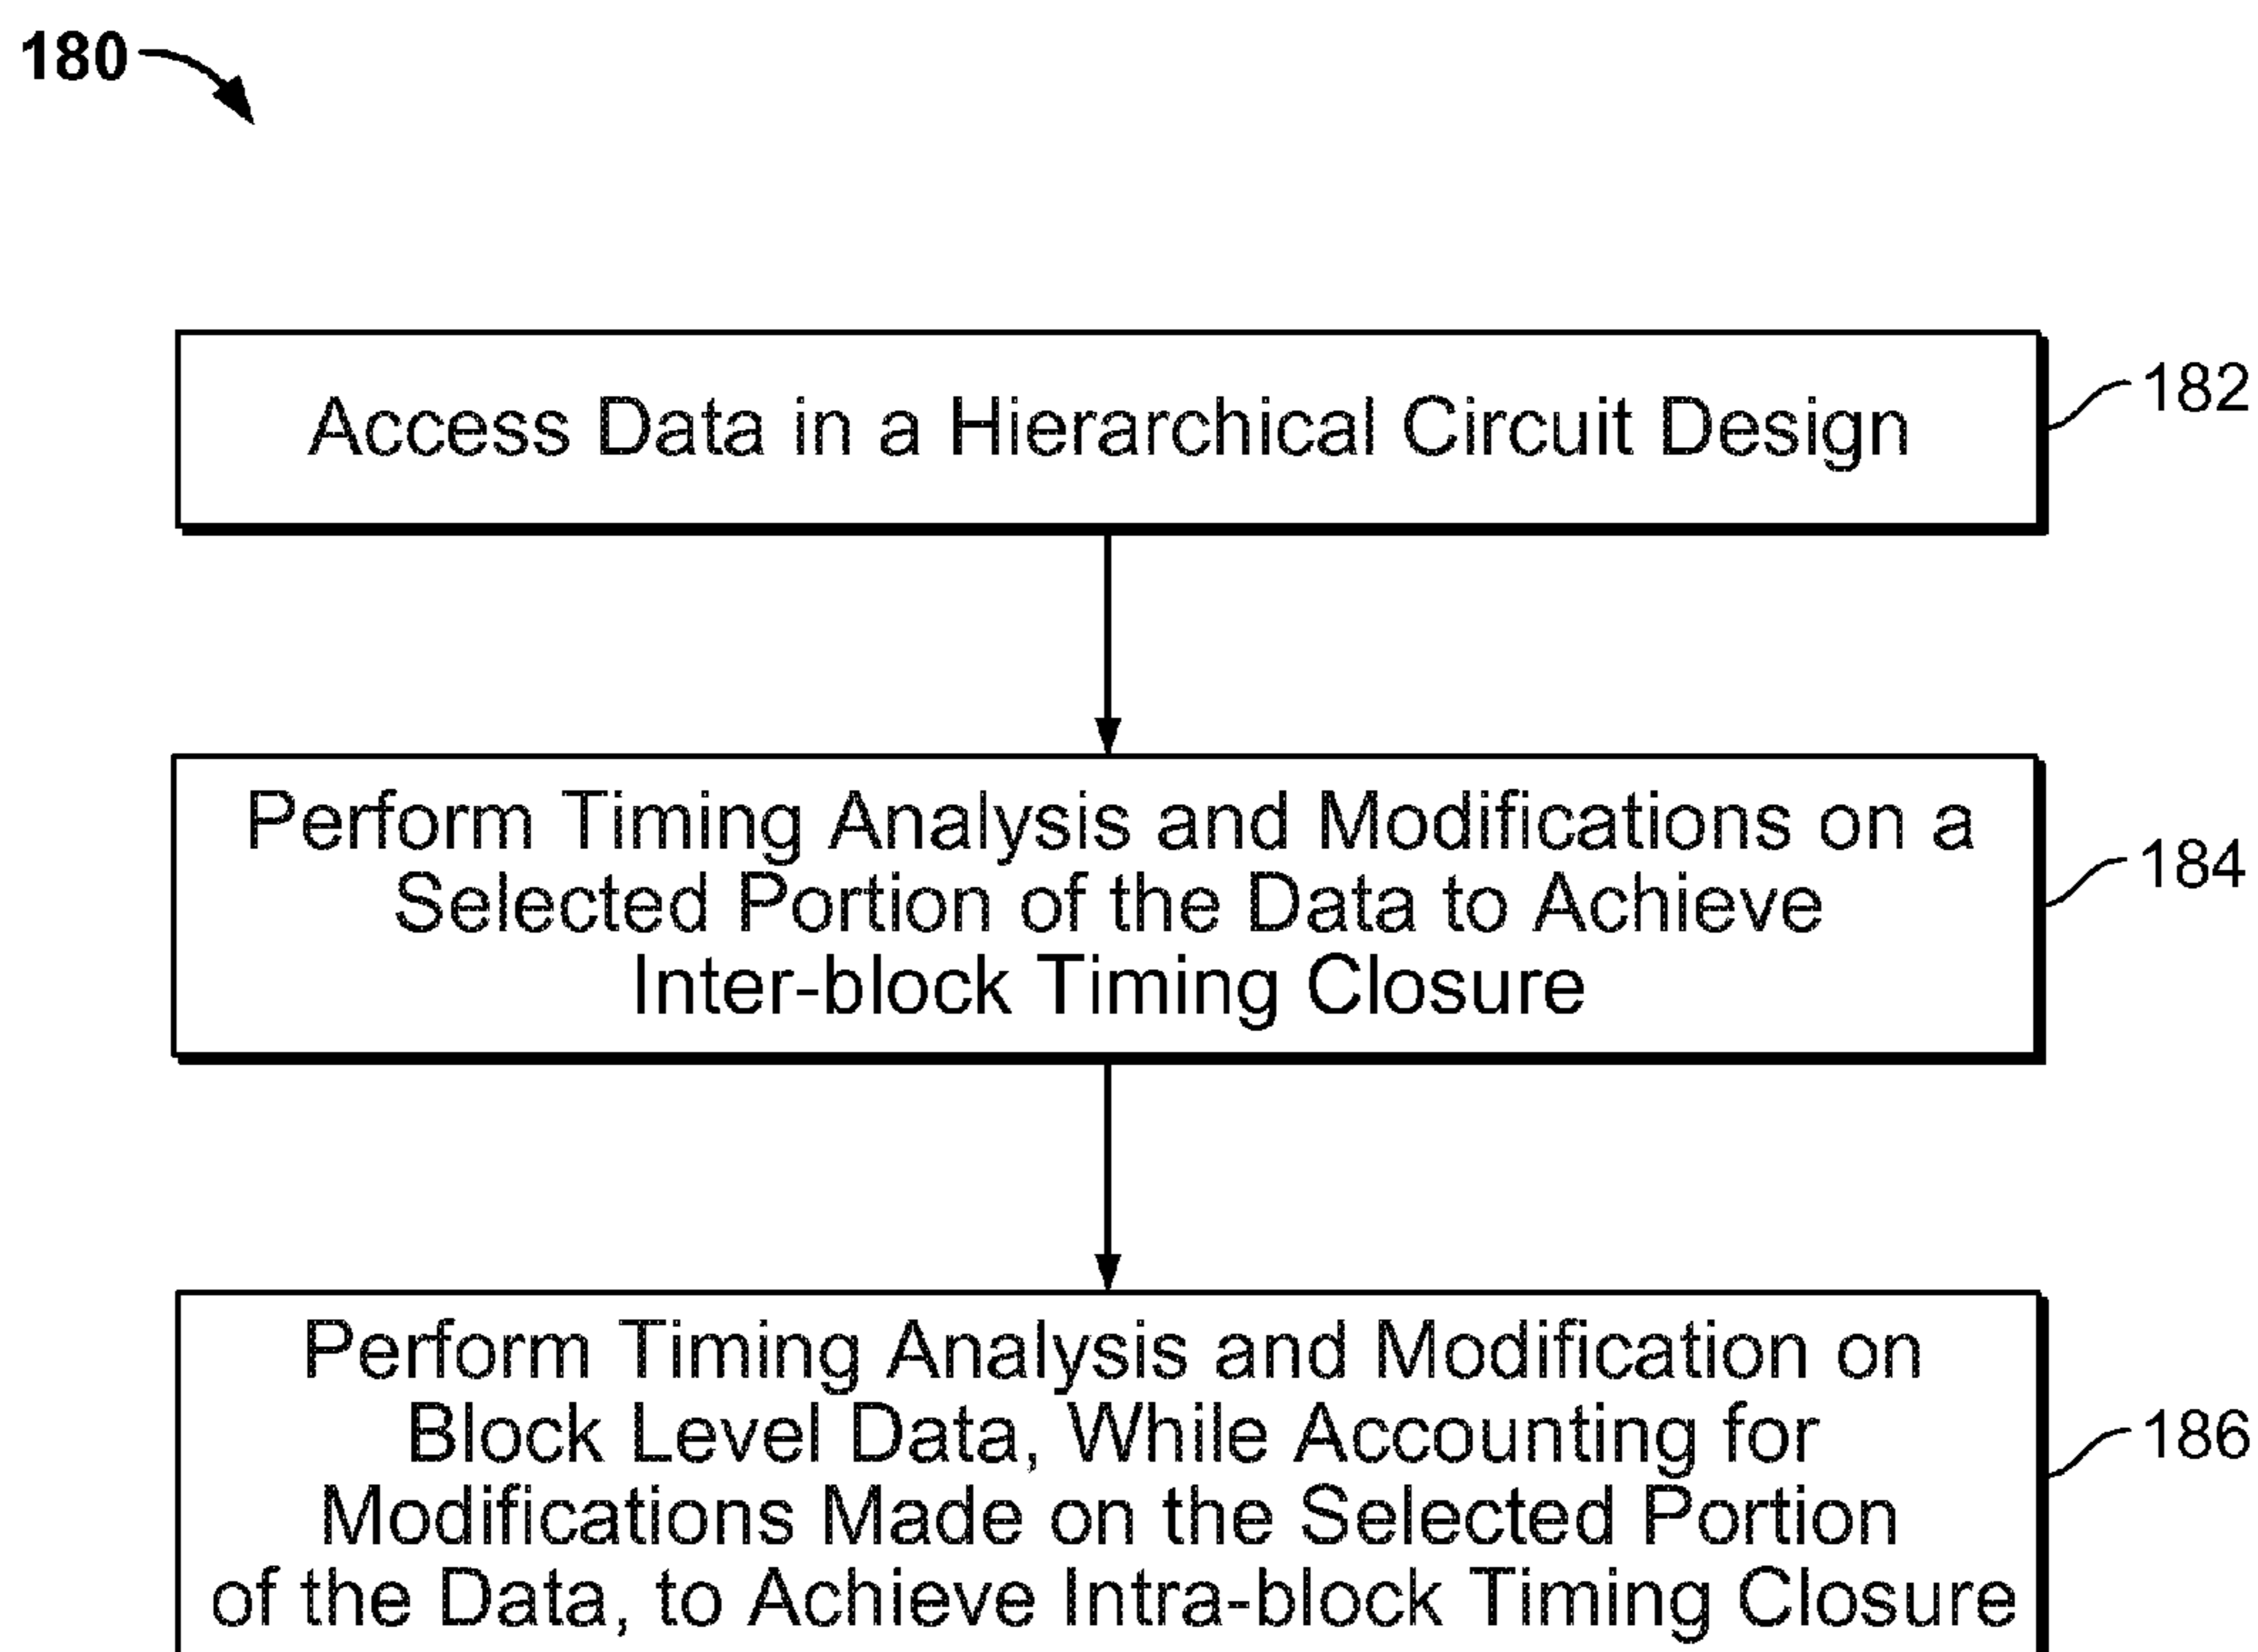 180
Access Data in a Hierarchical Circuit Design
182
Perform Timing Analysis and Modifications on a
Selected Portion of the Data to Achieve
Inter-block Timing Closure
184
Perform Timing Analysis and Modification on
Block Level Data, While Accounting for
Modifications Made on the Selected Portion
of the Data, to Achieve Intra-block Timing Closure
186